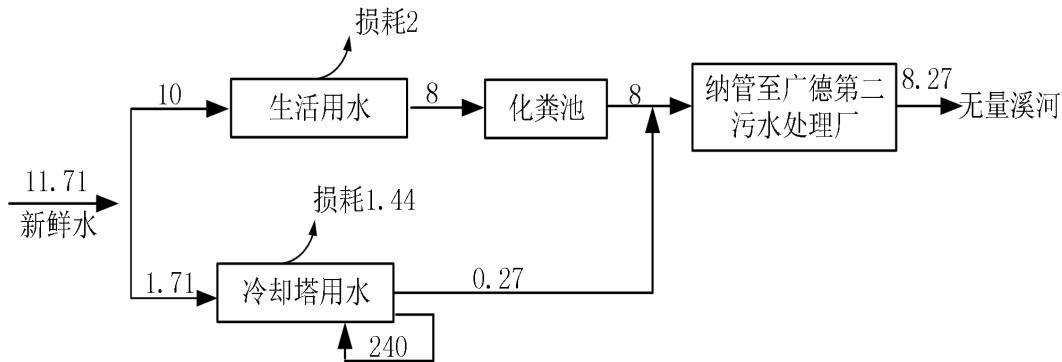 损耗2
10
生活用水
8
化粪池
8
纳管至广德第二
污水处理厂
8.27
无量溪河
11.71
新鲜水
损耗1.44
1.71
冷却塔用水
0.27
240